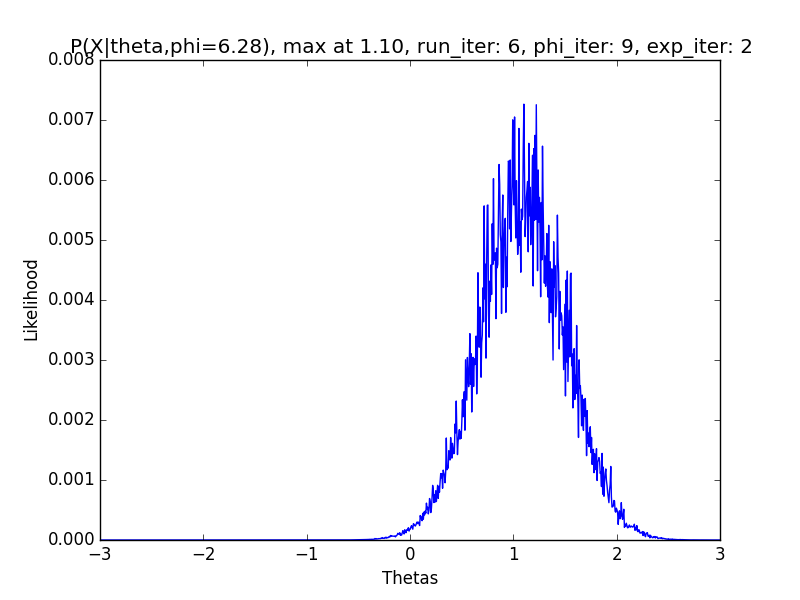 P(X|theta,phi=6.28), max at 1.10, run_iter: 6, phi_iter: 9, exp_iter: 2
0.008
0.007
0.006
0.005
0.004
0.003
0.002
0.001
0.000
Likelihood
−3 −2 −1 0 1 2 3
Thetas